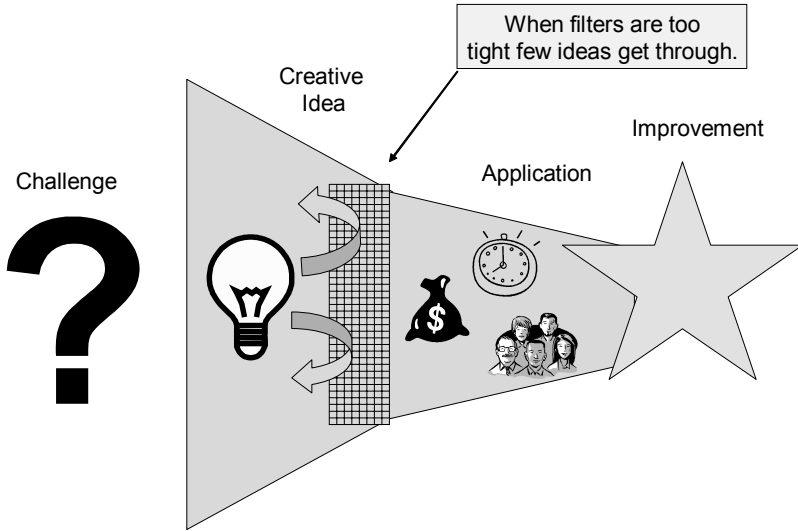 When filters are too
tight few ideas get through.
Creative
Idea
Improvement
Application
Challenge
$